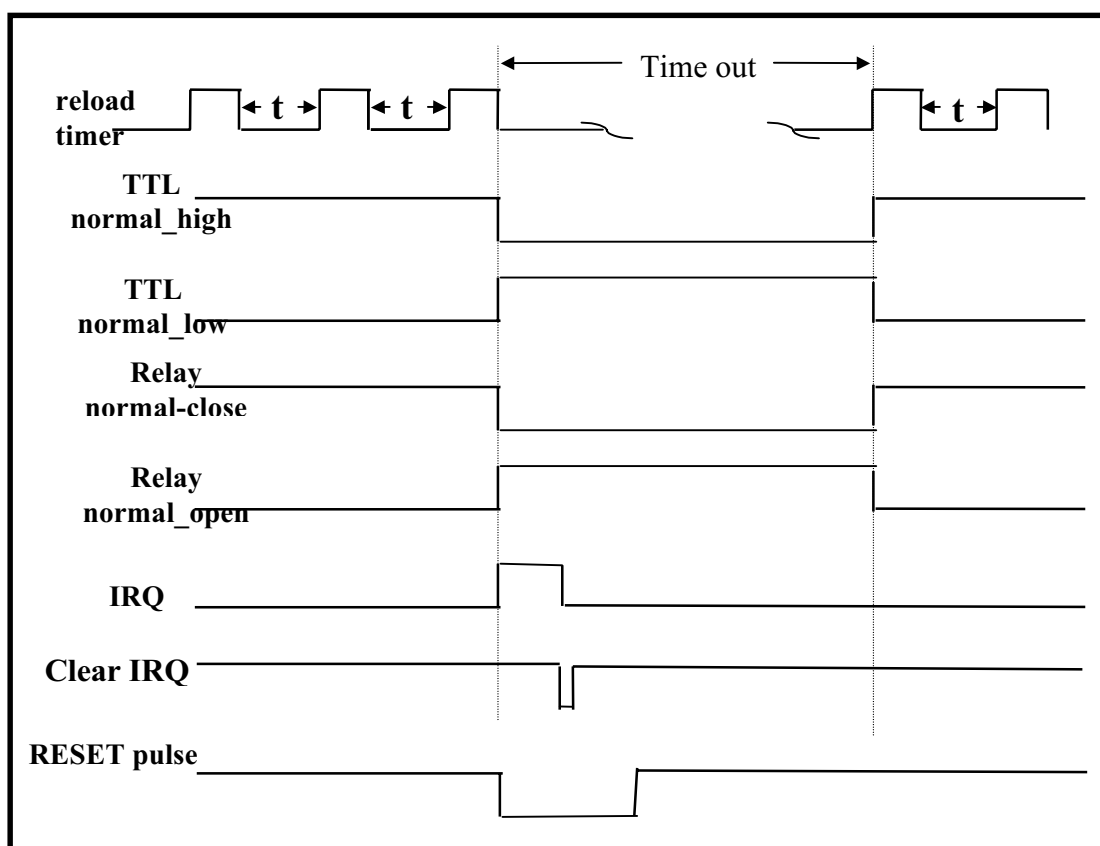 Time out
reload
timer
t
t
t
TTL
normal_high
TTL
normal_low
Relay
normal-close
Relay
normal_open
IRQ
Clear IRQ
RESET pulse